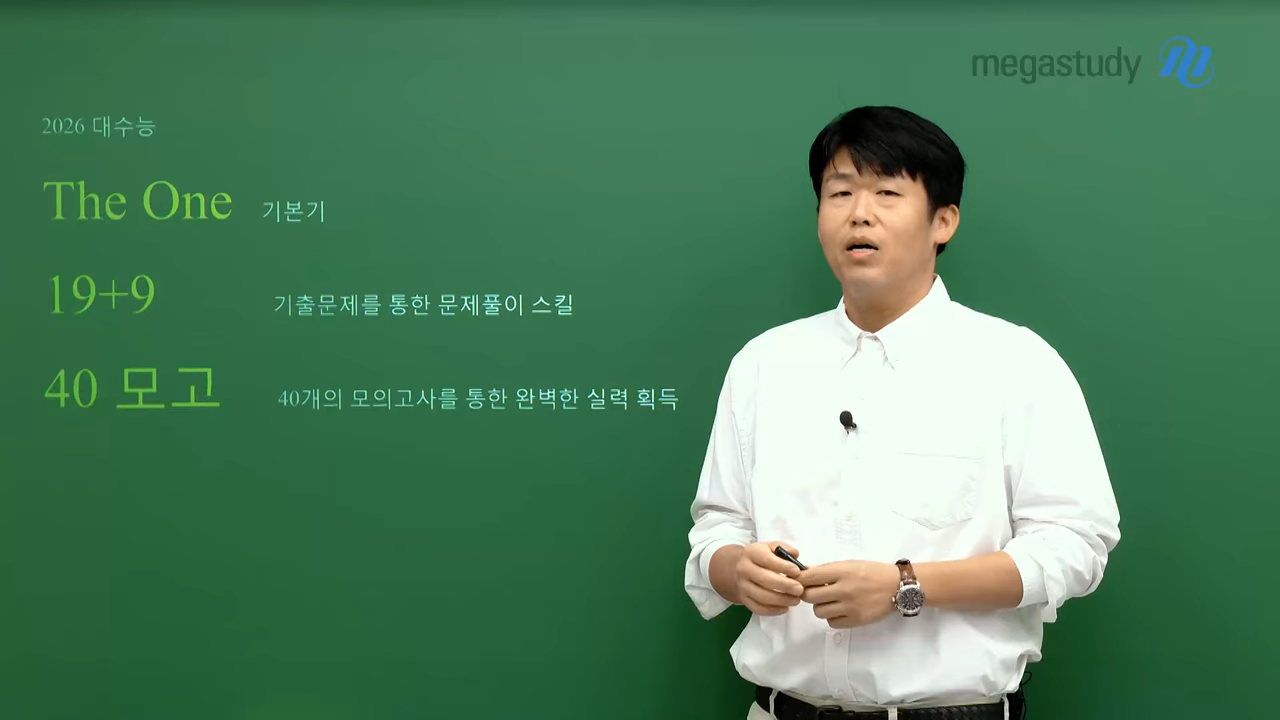 megastudy
2026 대수능
The One 기본기
19+9 기출문제를 통한 문제풀이 스킬
40 모고 40개의 모의고사를 통한 완벽한 실력 획득